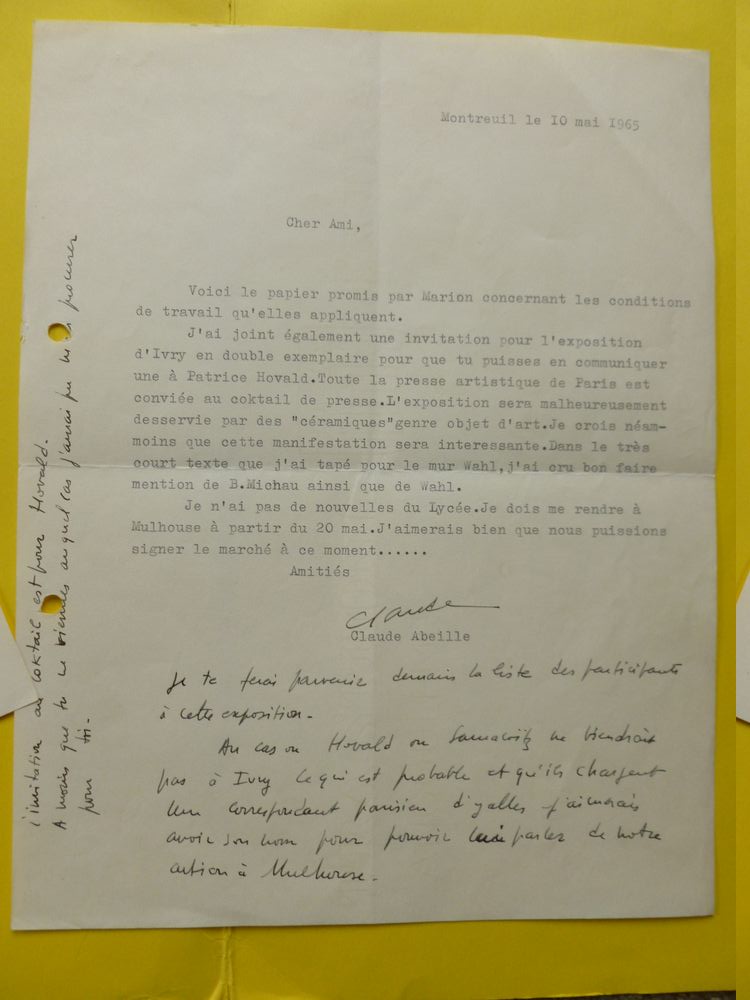 Montreuil le IO mai I965
Cher Ami,
Voici le papier promis par Marion concernant les conditions
de travail qu'elles appliquent.
J'ai joint également une invitation pour l'exposition
d'Ivry en double exemplaire pour que tu puisses en communiquer
une à Patrice Hovald.Toute la presse artistique de Paris est
conviée au coktail de presse.L'exposition sera malheureusement
desservie par des "céramiques"genre objet d'art.Je crois néam-
moins que cette manifestation sera interessante.Dans le très
court texte que j'ai tapé pour le mur Wahl,j'ai cru bon faire
mention de B.Michau ainsi que de Wahl.
Je n'ai pas de nouvelles du Lycée.Je dois me rendre à
Mulhouse à partir du 20 mai.J'aimerais bien que nous puissions
signer le marché à ce moment......
Amitiés
Claude
Claude Abeille
Je te ferai parvenir demain la liste des participants
à cette exposition.
Au cas où Hovald ou ne viendrait
pas à Ivry ce qui est probable et qu'ils chargent
un correspondant parisien d'y aller j'aimerais
avoir son nom pour pouvoir lui parler de notre
action à Mulhouse.
l'invitation au coktail est pour Hovald.
A moins que tu ne viennes auquel cas j'aurais pu procurer
pour toi.